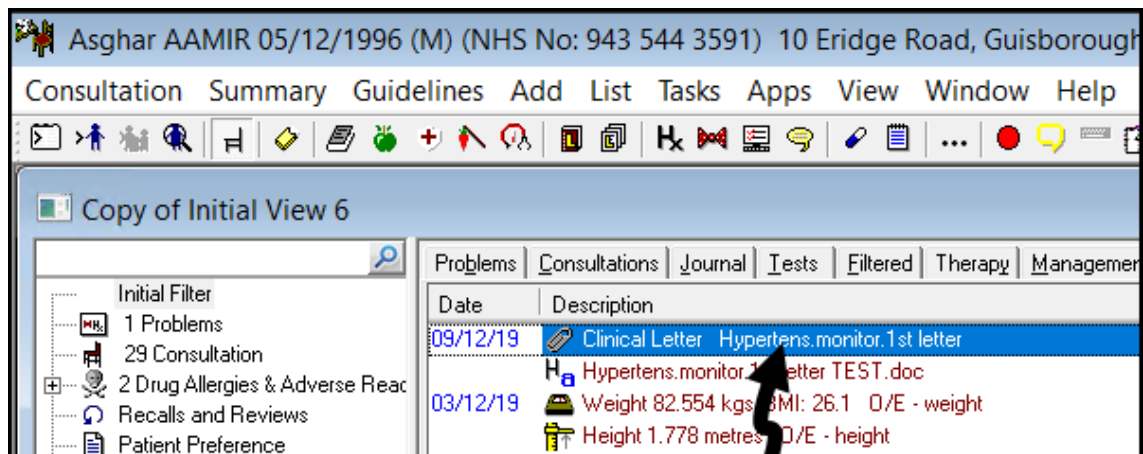 Asghar AAMIR 05/12/1996 (M) (NHS No: 943 544 3591) 10 Eridge Road, Guisborough
Consultation Summary Guidelines Add List Tasks Apps View Window Help
Copy of Initial View 6
Problems Consultations Journal Tests Filtered Therapy Managemen
Initial Filter
Date Description
1 Problems
09/12/19 Clinical Letter Hypertens.monitor.1st letter
29 Consultation
Hypertens.monitor.1 etter TEST.doc
2 Drug Allergies & Adverse Reac
03/12/19 Weight 82.554 kgs BMI: 26.1 O/E - weight
Recalls and Reviews
Height 1.778 metres O/E - height
Patient Preference